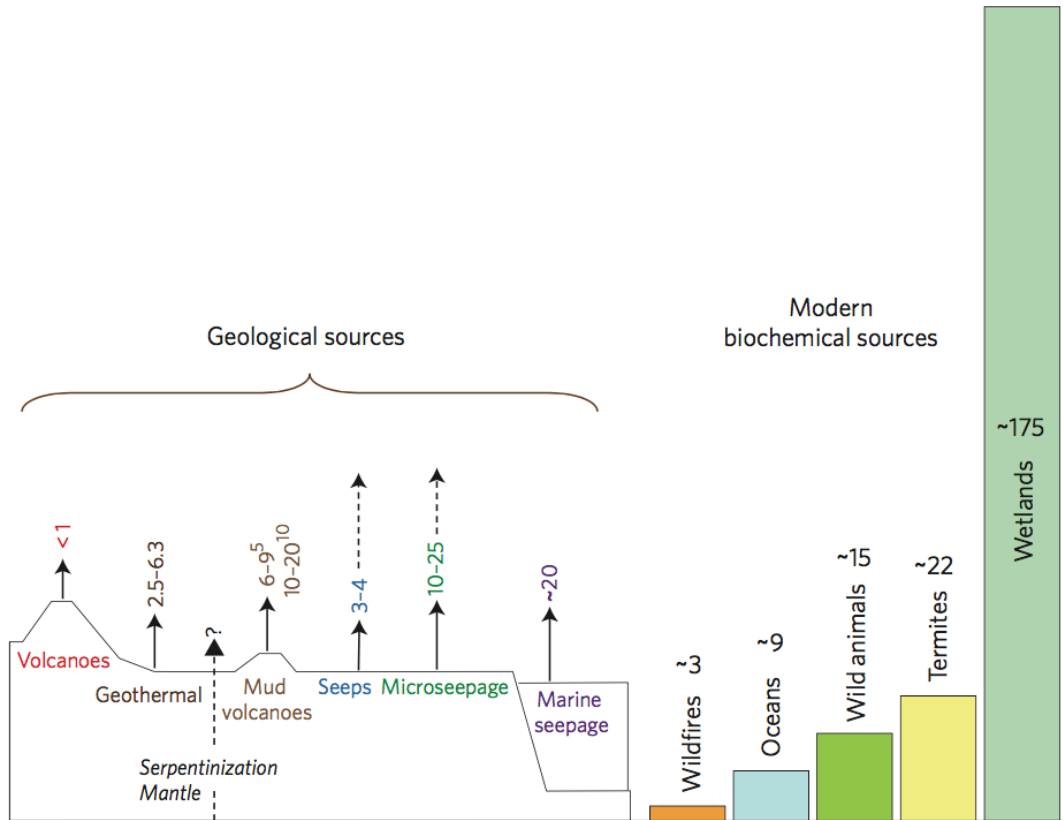 Geological sources
Modern
biochemical sources
<1
2.5–6.3
?
6–9⁵
10–20¹⁰
3–4
10–25
~20
Volcanoes
Geothermal
Mud
volcanoes
Seeps
Microseepage
Marine
seepage
Serpentinization
Mantle
~3
Wildfires
~9
Oceans
~15
Wild animals
~22
Termites
~175
Wetlands